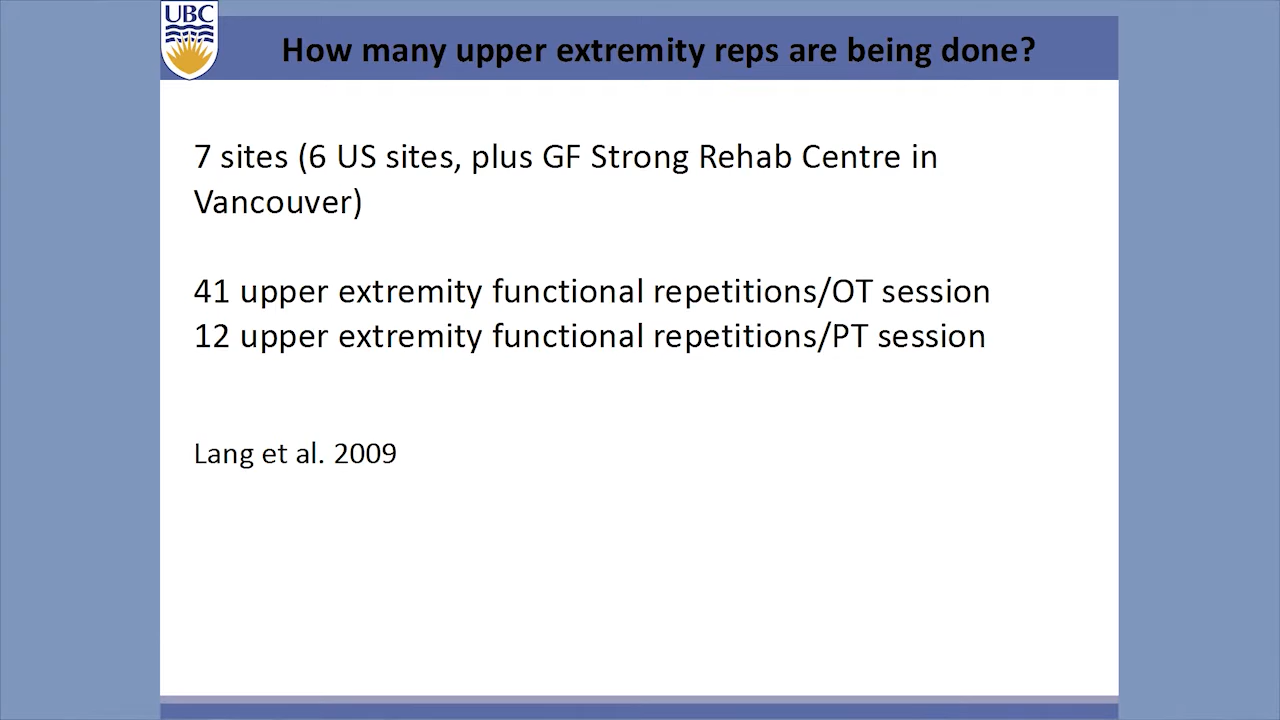 UBC
How many upper extremity reps are being done?
7 sites (6 US sites, plus GF Strong Rehab Centre in
Vancouver)
41 upper extremity functional repetitions/OT session
12 upper extremity functional repetitions/PT session
Lang et al. 2009